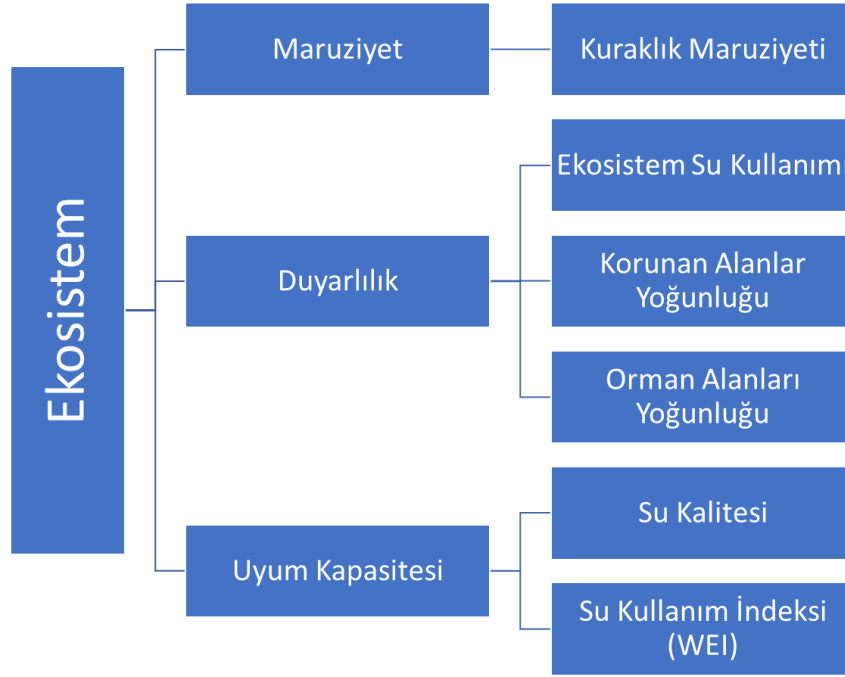 Ekosistem
Maruziyet
Kuraklık Maruziyeti
Duyarlılık
Ekosistem Su Kullanımı
Korunan Alanlar
Yoğunluğu
Orman Alanları
Yoğunluğu
Uyum Kapasitesi
Su Kalitesi
Su Kullanım İndeksi
(WEI)